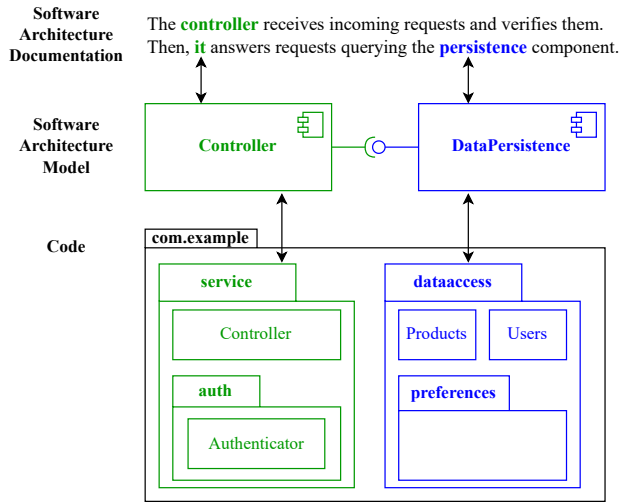 Software
Architecture
Documentation
The controller receives incoming requests and verifies them.
Then, it answers requests querying the persistence component.
Software
Architecture
Model
Controller
DataPersistence
Code
com.example
service
dataaccess
Controller
Products
Users
auth
preferences
Authenticator